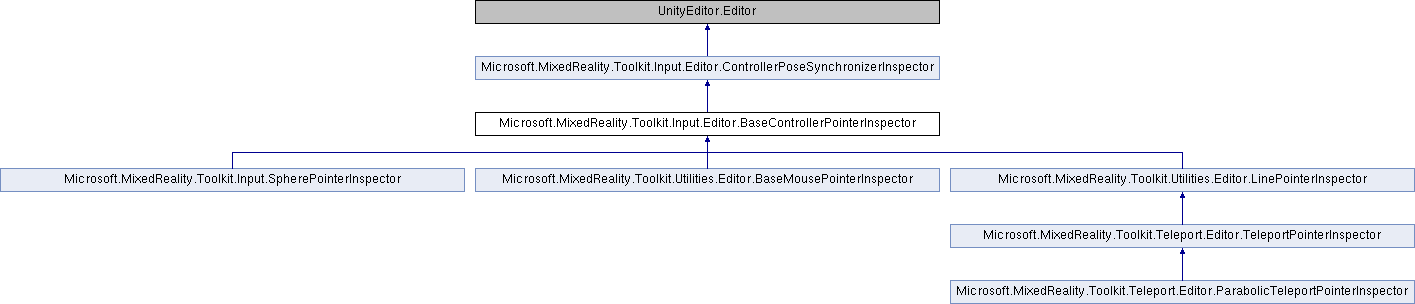 UnityEditor.Editor
Microsoft.MixedReality.Toolkit.Input.Editor.ControllerPoseSynchronizerInspector
Microsoft.MixedReality.Toolkit.Input.Editor.BaseControllerPointerInspector
Microsoft.MixedReality.Toolkit.Input.SpherePointerInspector
Microsoft.MixedReality.Toolkit.Utilities.Editor.BaseMousePointerInspector
Microsoft.MixedReality.Toolkit.Utilities.Editor.LinePointerInspector
Microsoft.MixedReality.Toolkit.Teleport.Editor.TeleportPointerInspector
Microsoft.MixedReality.Toolkit.Teleport.Editor.ParabolicTeleportPointerInspector